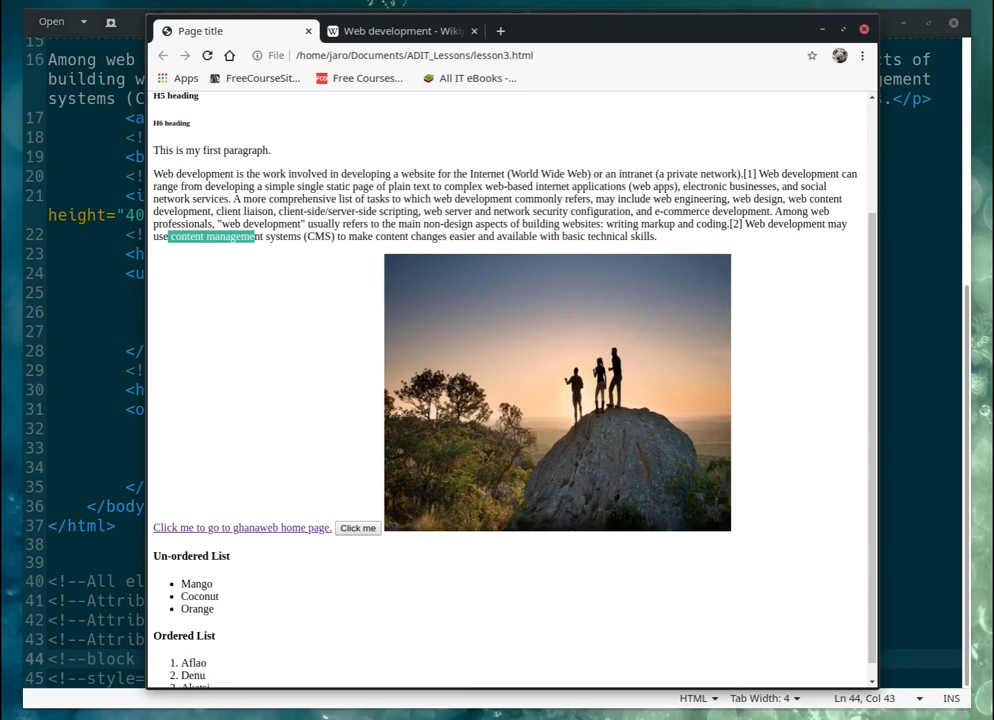 Open
Page title
Web development - Wiki
File /home/jaro/Documents/ADIT_Lessons/lesson3.html
Apps FreeCourseSit... Free Courses... All IT eBooks -...
15
16 Among web
building w
systems (C
17 <a
18 <!
19 <b
20 <!
21 <i
height="40
22 <!
23 <h
24 <u
25
26
27
28 </
29 <!
30 <h
31 <o
32
33
34
35 </
36 </body
37 </html>
38
39
40 <!--All el
41 <!--Attrib
42 <!--Attrib
43 <!--Attrib
44 <!--block
45 <!--style=
ts of
gement
.</p>
H5 heading
H6 heading
This is my first paragraph.
Web development is the work involved in developing a website for the Internet (World Wide Web) or an intranet (a private network).[1] Web development can
range from developing a simple single static page of plain text to complex web-based internet applications (web apps), electronic businesses, and social
network services. A more comprehensive list of tasks to which web development commonly refers, may include web engineering, web design, web content
development, client liaison, client-side/server-side scripting, web server and network security configuration, and e-commerce development. Among web
professionals, "web development" usually refers to the main non-design aspects of building websites: writing markup and coding.[2] Web development may
use content management systems (CMS) to make content changes easier and available with basic technical skills.
Click me to go to ghanaweb home page. Click me
Un-ordered List
• Mango
• Coconut
• Orange
Ordered List
1. Aflao
2. Denu
HTML Tab Width: 4 Ln 44, Col 43 INS